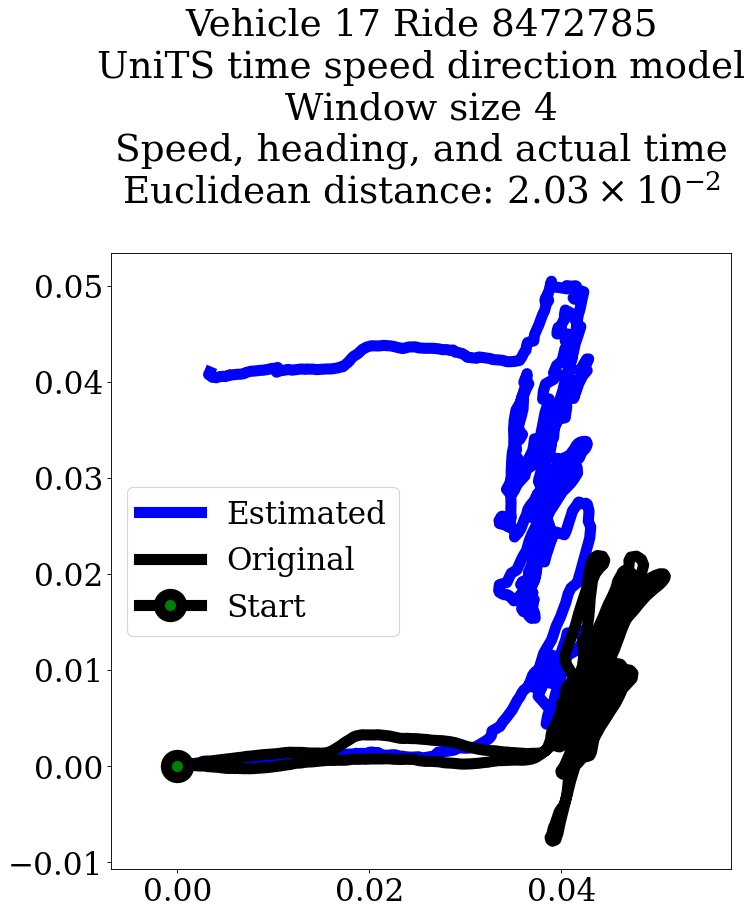 Vehicle 17 Ride 8472785
UniTS time speed direction model
Window size 4
Speed, heading, and actual time
Euclidean distance: 2.03 × 10⁻²
0.05
0.04
0.03
0.02
0.01
0.00
−0.01
Estimated
Original
Start
0.00 0.02 0.04